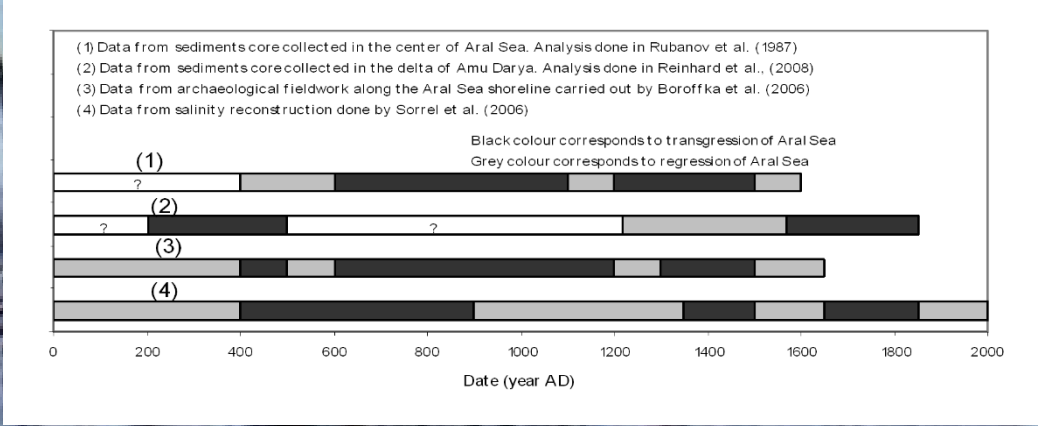 (1) Data from sediments core collected in the center of Aral Sea. Analysis done in Rubanov et al. (1987)
(2) Data from sediments core collected in the delta of Amu Darya. Analysis done in Reinhard et al., (2008)
(3) Data from archaeological fieldwork along the Aral Sea shoreline carried out by Boroffka et al. (2006)
(4) Data from salinity reconstruction done by Sorrel et al. (2006)
Black colour corresponds to transgression of Aral Sea
Grey colour corresponds to regression of Aral Sea
(1)
?
(2)
? ?
(3)
(4)
0 200 400 600 800 1000 1200 1400 1600 1800 2000
Date (year AD)